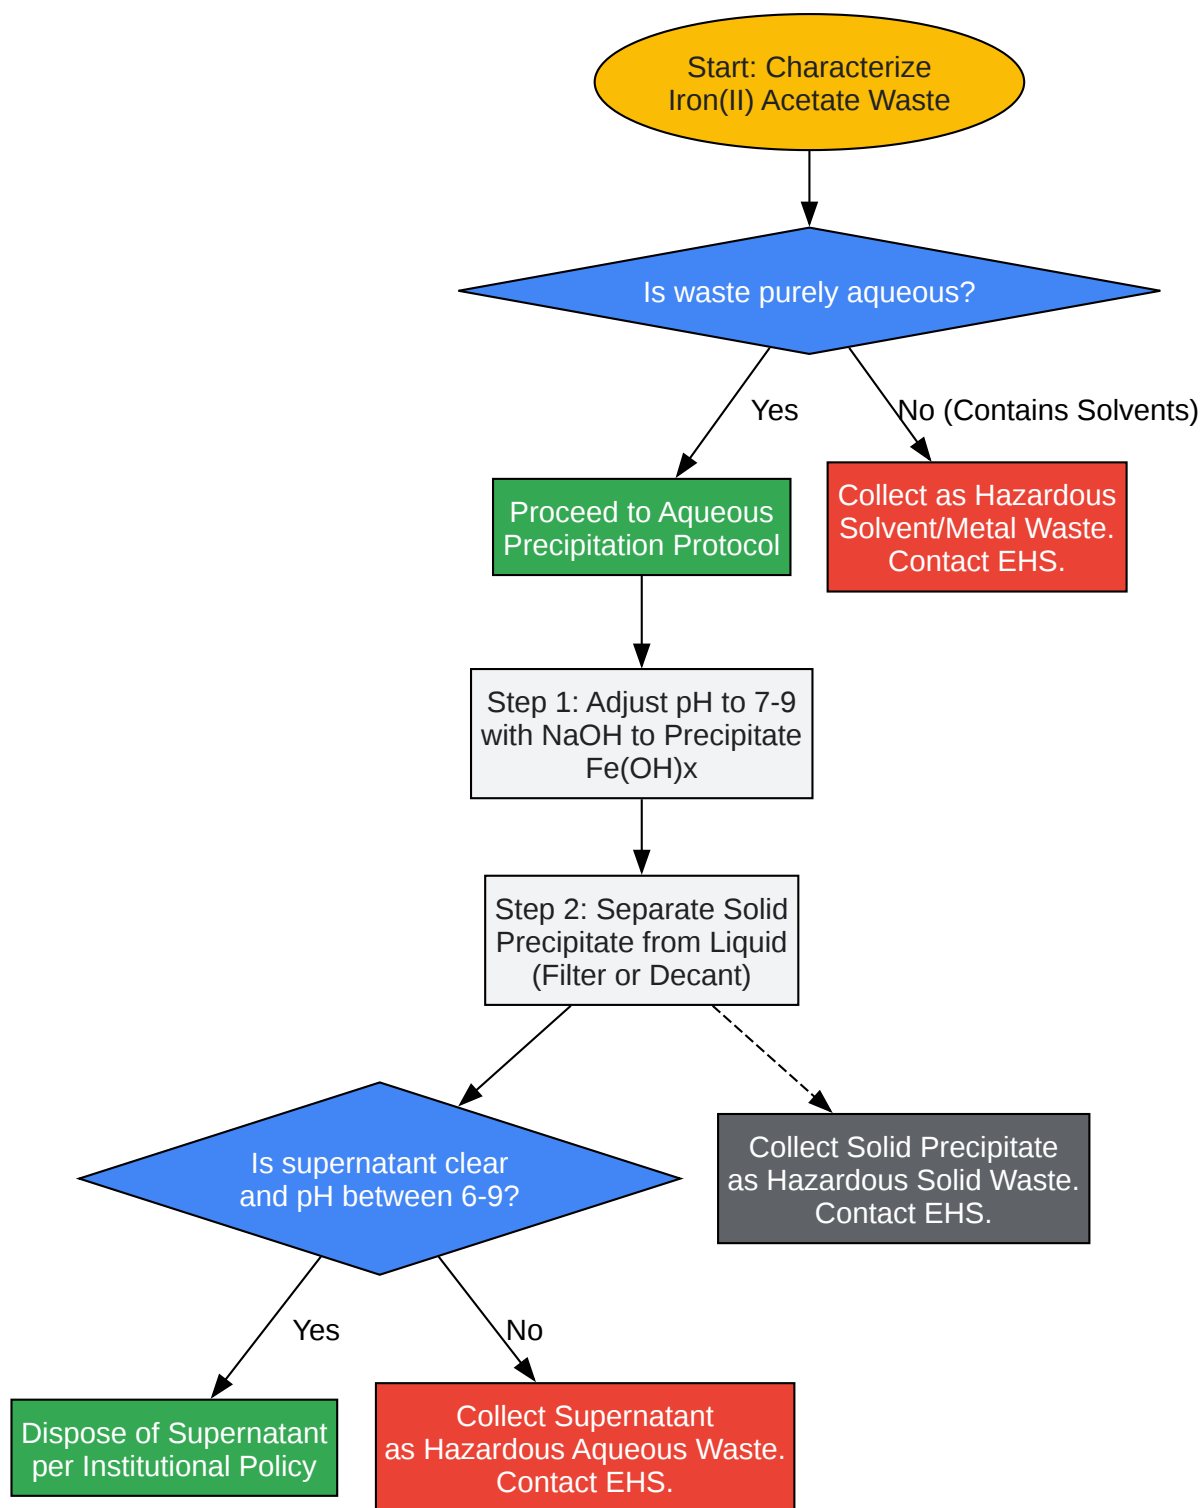 Start: Characterize
Iron(II) Acetate Waste
Is waste purely aqueous?
Yes
No (Contains Solvents)
Proceed to Aqueous
Precipitation Protocol
Collect as Hazardous
Solvent/Metal Waste.
Contact EHS.
Step 1: Adjust pH to 7-9
with NaOH to Precipitate
Fe(OH)x
Step 2: Separate Solid
Precipitate from Liquid
(Filter or Decant)
Is supernatant clear
and pH between 6-9?
Collect Solid Precipitate
as Hazardous Solid Waste.
Contact EHS.
Yes
No
Dispose of Supernatant
per Institutional Policy
Collect Supernatant
as Hazardous Aqueous Waste.
Contact EHS.